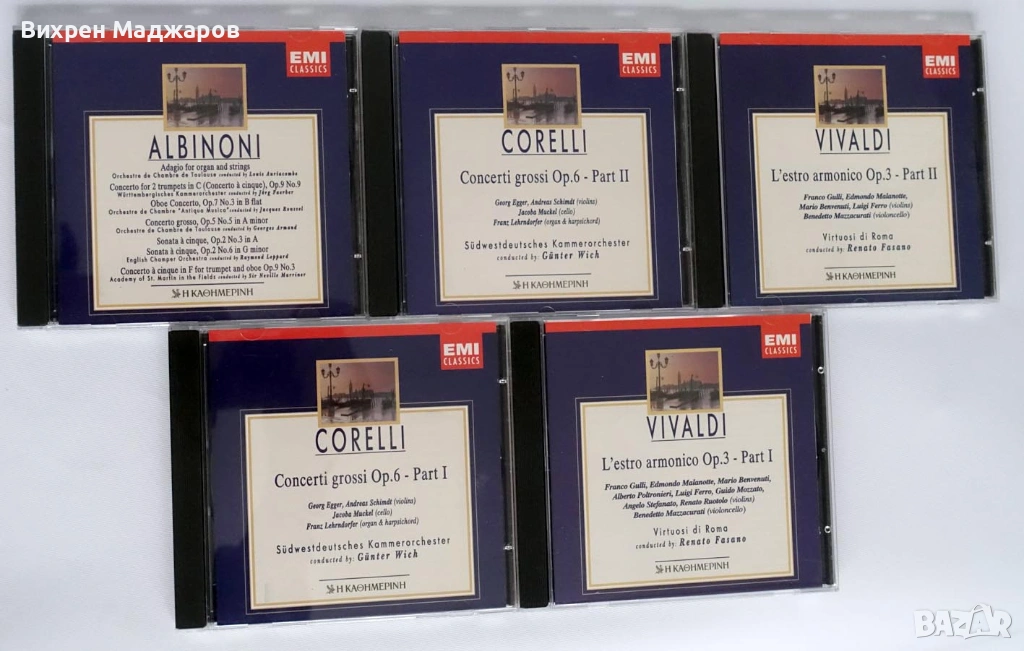 Вихрен Маджаров
EMI
CLASSICS
ALBINONI
Adagio for organ and strings
Orchestre de Chambre de Toulouse conducted by Louis Auriacombe
Concerto for 2 trumpets in C (Concerto à cinque), Op.9 No.9
Württembergisches Kammerorchester conducted by Jörg Faerber
Oboe Concerto, Op.7 No.3 in B flat
Orchestre de Chambre "Antiqua Musica" conducted by Jacques Roussel
Concerto grosso, Op.5 No.5 in A minor
Orchestre de Chambre de Toulouse conducted by Georges Armand
Sonata à cinque, Op.2 No.3 in A
Sonata à cinque, Op.2 No.6 in G minor
English Chamber Orchestra conducted by Raymond Leppard
Concerto à cinque in F for trumpet and oboe Op.9 No.3
Academy of St. Martin in the Fields conducted by Sir Neville Marriner
Η ΚΑΘΗΜΕΡΙΝΗ
EMI
CLASSICS
CORELLI
Concerti grossi Op.6 - Part II
Georg Egger, Andreas Schimdt (violins)
Jacoba Muckel (cello)
Franz Lehrndorfer (organ & harpsichord)
Südwestdeutsches Kammerorchester
conducted by: Günter Wich
Η ΚΑΘΗΜΕΡΙΝΗ
EMI
CLASSICS
VIVALDI
L'estro armonico Op.3 - Part II
Franco Gulli, Edmondo Maianotte,
Mario Benvenuti, Luigi Ferro (violins)
Benedetto Mazzacurati (violoncello)
Virtuosi di Roma
conducted by: Renato Fasano
Η ΚΑΘΗΜΕΡΙΝΗ
EMI
CLASSICS
CORELLI
Concerti grossi Op.6 - Part I
Georg Egger, Andreas Schimdt (violins)
Jacoba Muckel (cello)
Franz Lehrndorfer (organ & harpsichord)
Südwestdeutsches Kammerorchester
conducted by: Günter Wich
Η ΚΑΘΗΜΕΡΙΝΗ
EMI
CLASSICS
VIVALDI
L'estro armonico Op.3 - Part I
Franco Gulli, Edmondo Maianotte, Mario Benvenuti,
Alberto Poltronieri, Luigi Ferro, Guido Mozzato,
Angelo Stefanato, Renato Ruotolo (violins)
Benedetto Mazzacurati (violoncello)
Virtuosi di Roma
conducted by: Renato Fasano
Η ΚΑΘΗΜΕΡΙΝΗ
BAZAR